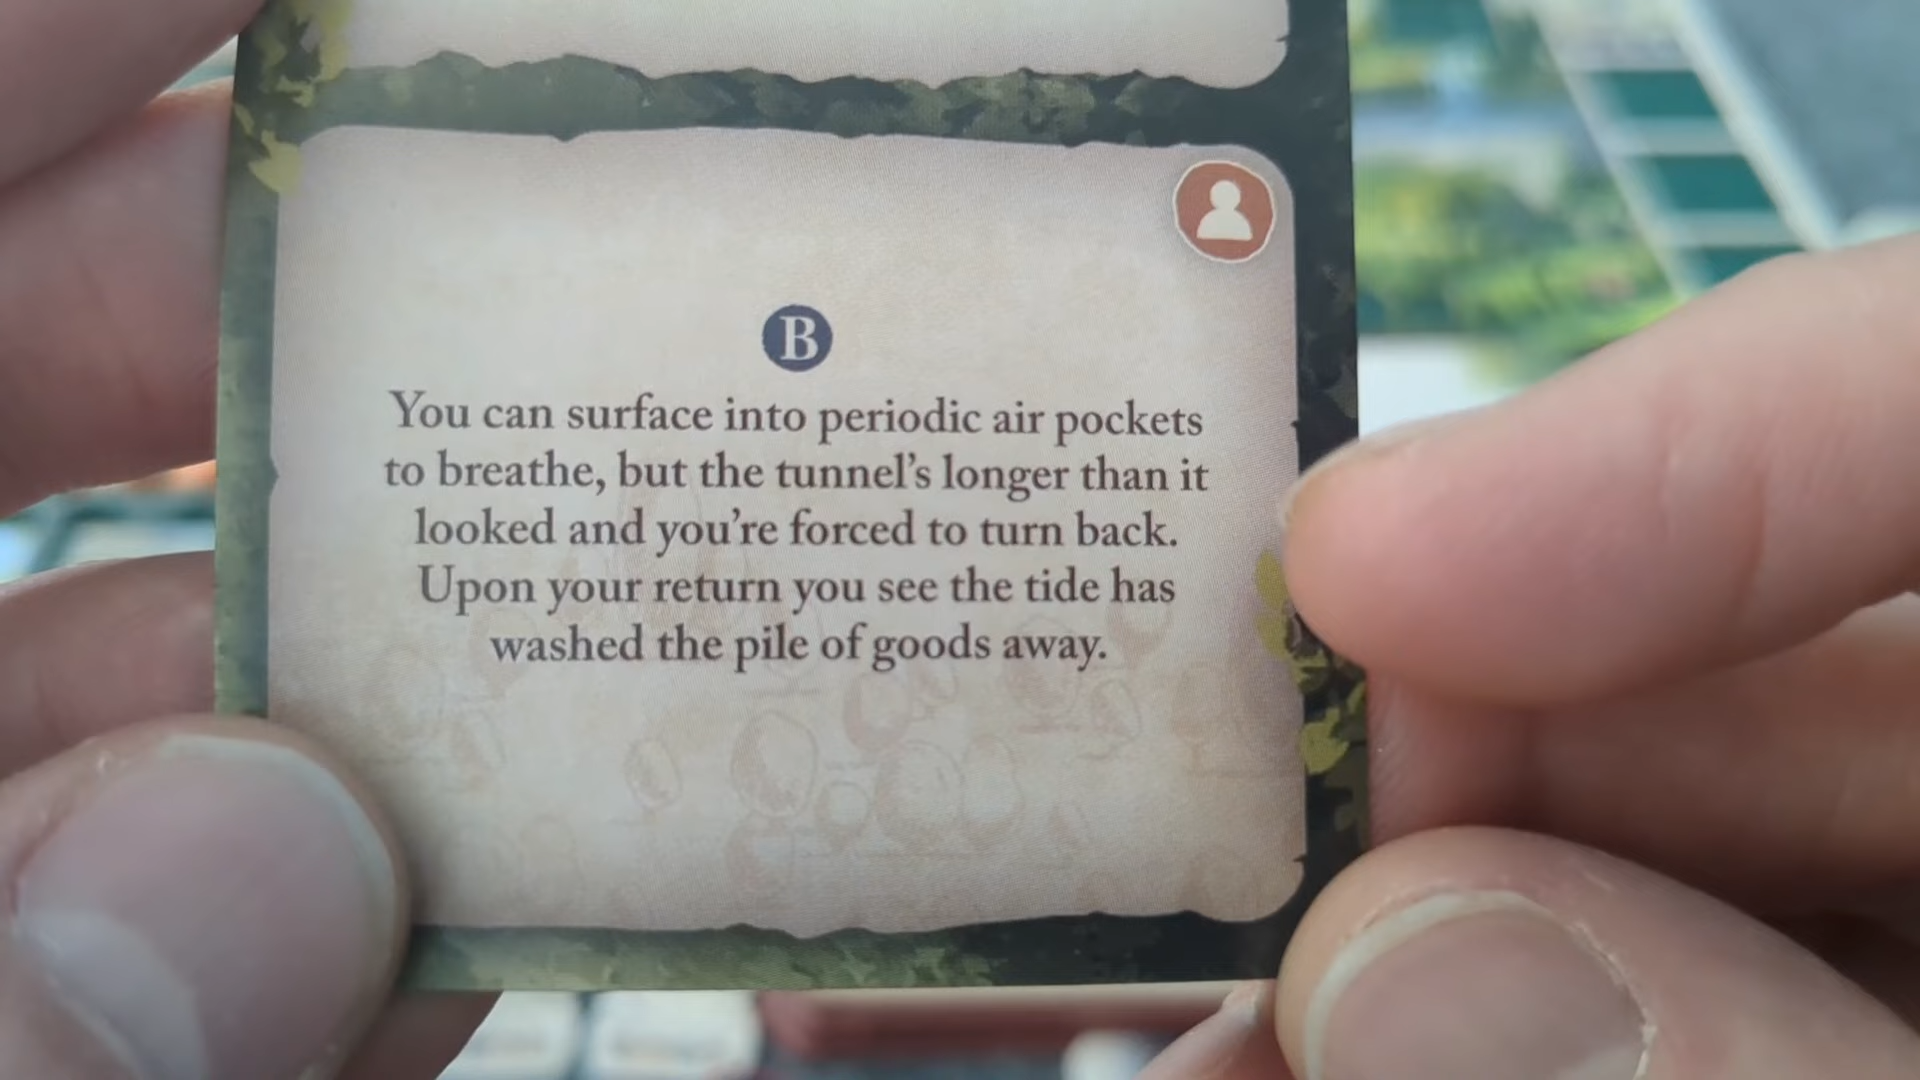 B
You can surface into periodic air pockets
to breathe, but the tunnel’s longer than it
looked and you’re forced to turn back.
Upon your return you see the tide has
washed the pile of goods away.